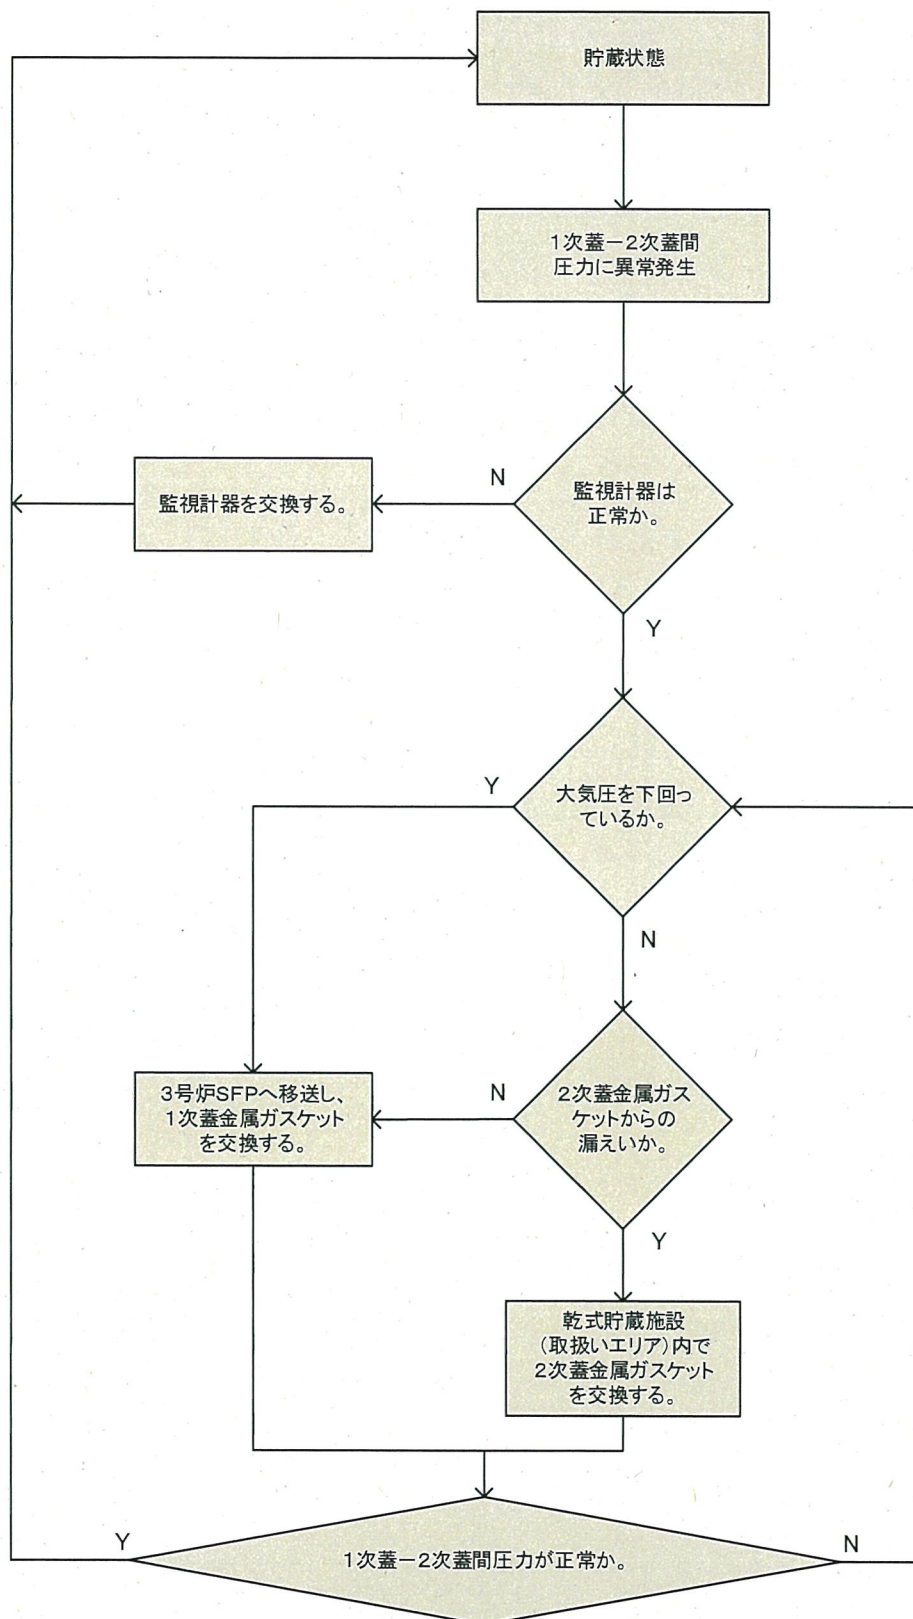 貯蔵状態
1次蓋－2次蓋間
圧力に異常発生
監視計器は
正常か。
N
監視計器を交換する。
Y
大気圧を下回っ
ているか。
Y
N
2次蓋金属ガス
ケットからの
漏えいか。
N
3号炉SFPへ移送し、
1次蓋金属ガスケット
を交換する。
Y
乾式貯蔵施設
(取扱いエリア)内で
2次蓋金属ガスケット
を交換する。
1次蓋－2次蓋間圧力が正常か。
Y
N